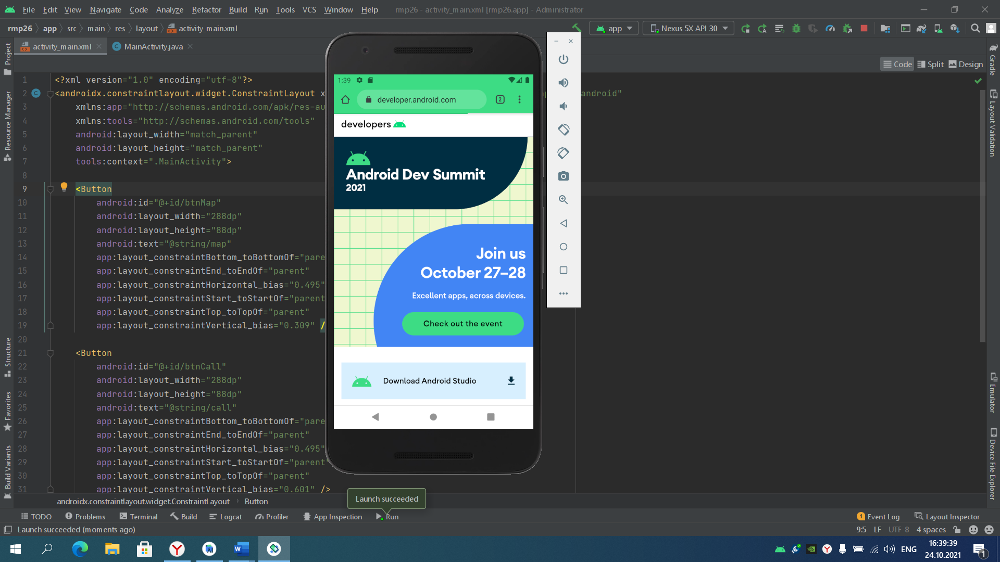 File Edit View Navigate Code Analyze Refactor Build Run Tools VCS Window Help rmp26 - activity_main.xml [rmp26.app] - Administrator
rmp26 app src main res layout activity_main.xml app Nexus 5X API 30
activity_main.xml MainActivity.java
Code Split Design
Project
Resource Manager
Structure
Favorites
Build Variants
Gradle
Layout Validation
Emulator
Device File Explorer
1 <?xml version="1.0" encoding="utf-8"?>
2 <androidx.constraintlayout.widget.ConstraintLayout x android"
3 xmlns:app="http://schemas.android.com/apk/res-au
4 xmlns:tools="http://schemas.android.com/tools"
5 android:layout_width="match_parent"
6 android:layout_height="match_parent"
7 tools:context=".MainActivity">
8
9 <Button
10 android:id="@+id/btnMap"
11 android:layout_width="288dp"
12 android:layout_height="88dp"
13 android:text="@string/map"
14 app:layout_constraintBottom_toBottomOf="pare
15 app:layout_constraintEnd_toEndOf="parent"
16 app:layout_constraintHorizontal_bias="0.495"
17 app:layout_constraintStart_toStartOf="parent
18 app:layout_constraintTop_toTopOf="parent"
19 app:layout_constraintVertical_bias="0.309" /
20
21 <Button
22 android:id="@+id/btnCall"
23 android:layout_width="288dp"
24 android:layout_height="88dp"
25 android:text="@string/call"
26 app:layout_constraintBottom_toBottomOf="pare
27 app:layout_constraintEnd_toEndOf="parent"
28 app:layout_constraintHorizontal_bias="0.495"
29 app:layout_constraintStart_toStartOf="parent"
30 app:layout_constraintTop_toTopOf="parent"
31 app:layout_constraintVertical_bias="0.601" />
1:39
developer.android.com 2
developers
Android Dev Summit
2021
Join us
October 27–28
Excellent apps, across devices.
Check out the event
Download Android Studio
androidx.constraintlayout.widget.ConstraintLayout Button
Launch succeeded
TODO Problems Terminal Build Logcat Profiler App Inspection Run 1 Event Log Layout Inspector
Launch succeeded (moments ago) 9:5 LF UTF-8 4 spaces
ENG 16:39:39
24.10.2021
1